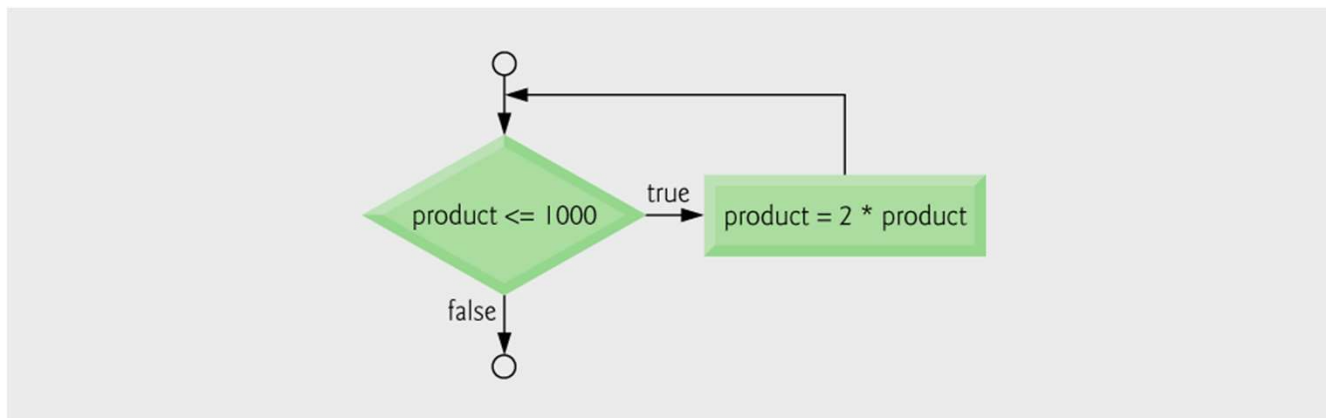 product <= 1000
true
product = 2 * product
false